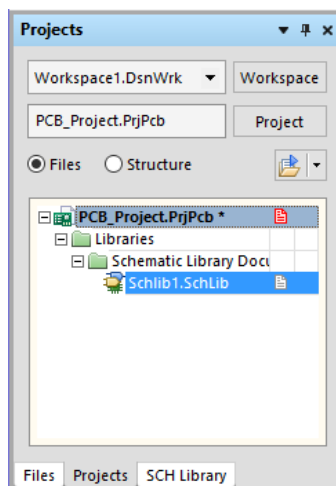 Projects
Workspace1.DsnWrk Workspace
PCB_Project.PrjPcb Project
Files Structure
PCB_Project.PrjPcb *
Libraries
Schematic Library Docu
Schlib1.SchLib
Files Projects SCH Library